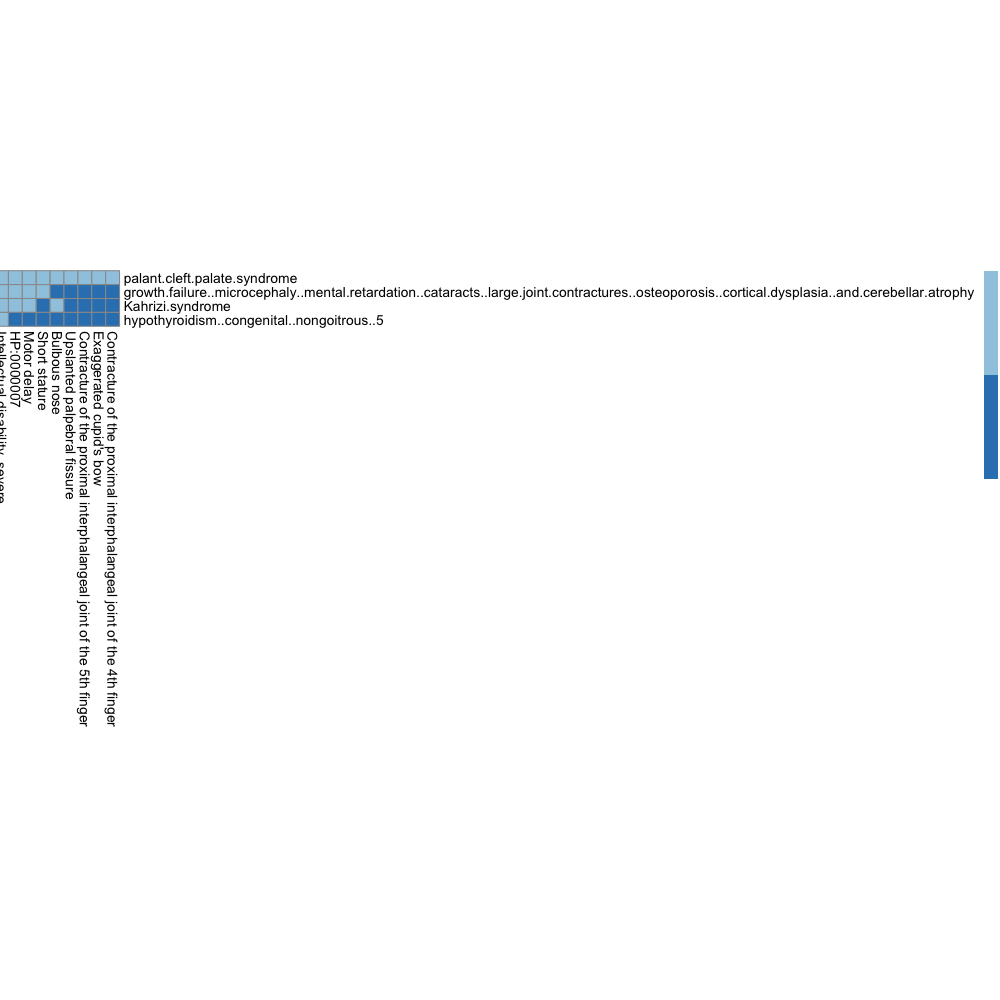 palant.cleft.palate.syndrome
growth.failure..microcephaly..mental.retardation..cataracts..large.joint.contractures..osteoporosis..cortical.dysplasia..and.cerebellar.atrophy
Kahrizi.syndrome
hypothyroidism..congenital..nongoitrous..5
Intellectual disability, severe
HP:0000007
Motor delay
Short stature
Bulbous nose
Upslanted palpebral fissure
Contracture of the proximal interphalangeal joint of the 5th finger
Exaggerated cupid's bow
Contracture of the proximal interphalangeal joint of the 4th finger